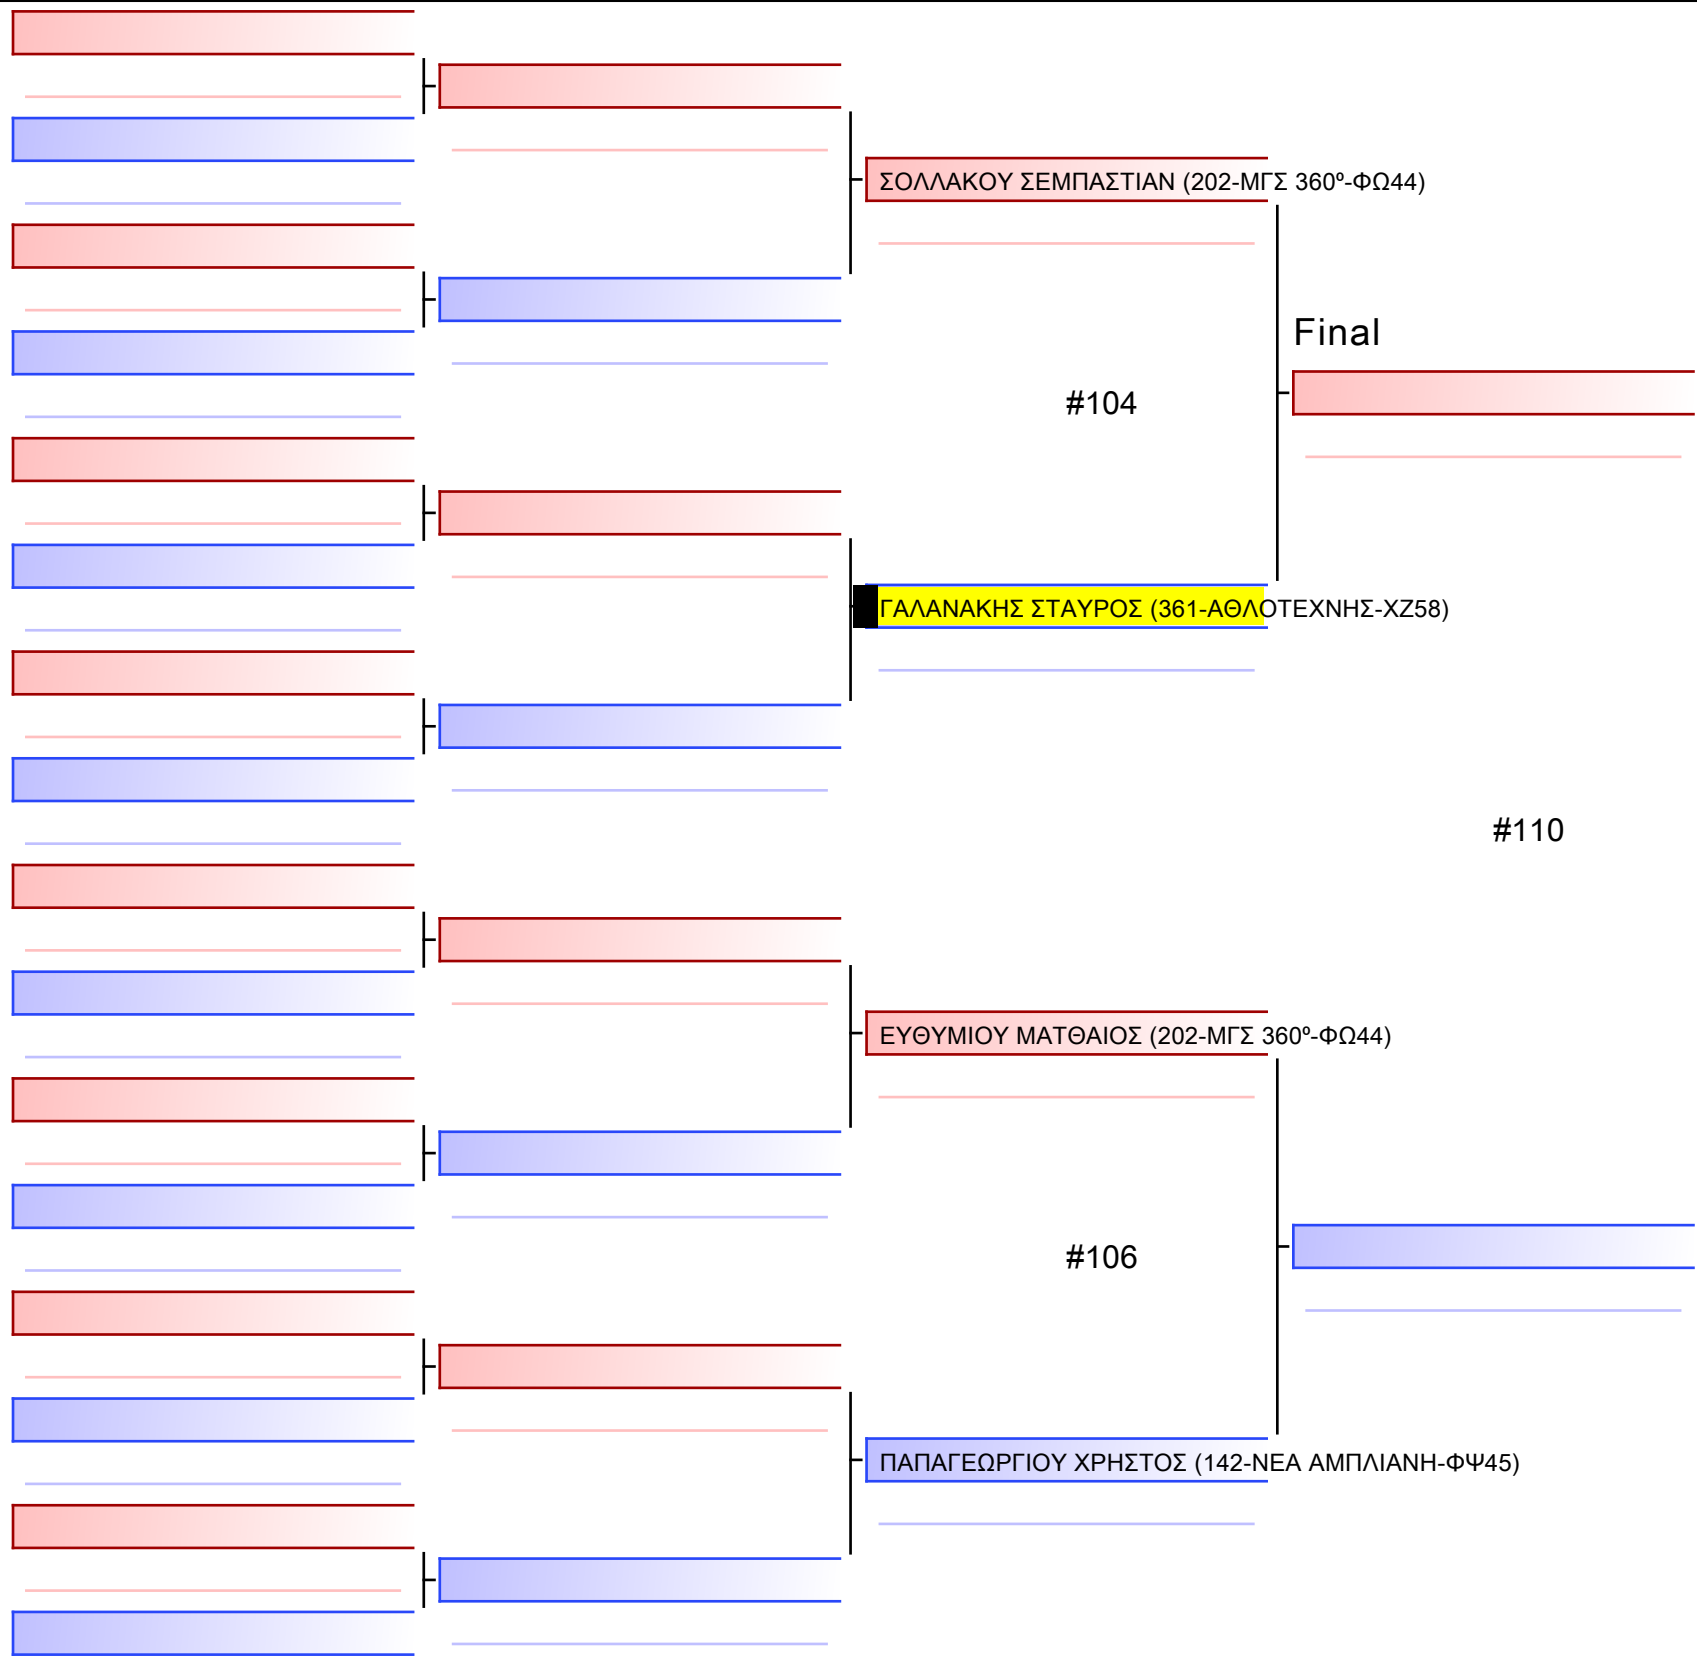 ΣΟΛΛΑΚΟΥ ΣΕΜΠΑΣΤΙΑΝ (202-ΜΓΣ 360º-ΦΩ44)
Final
#104
ΓΑΛΑΝΑΚΗΣ ΣΤΑΥΡΟΣ (361-ΑΘΛΟΤΕΧΝΗΣ-ΧΖ58)
#110
ΕΥΘΥΜΙΟΥ ΜΑΤΘΑΙΟΣ (202-ΜΓΣ 360º-ΦΩ44)
#106
ΠΑΠΑΓΕΩΡΓΙΟΥ ΧΡΗΣΤΟΣ (142-ΝΕΑ ΑΜΠΛΙΑΝΗ-ΦΨ45)